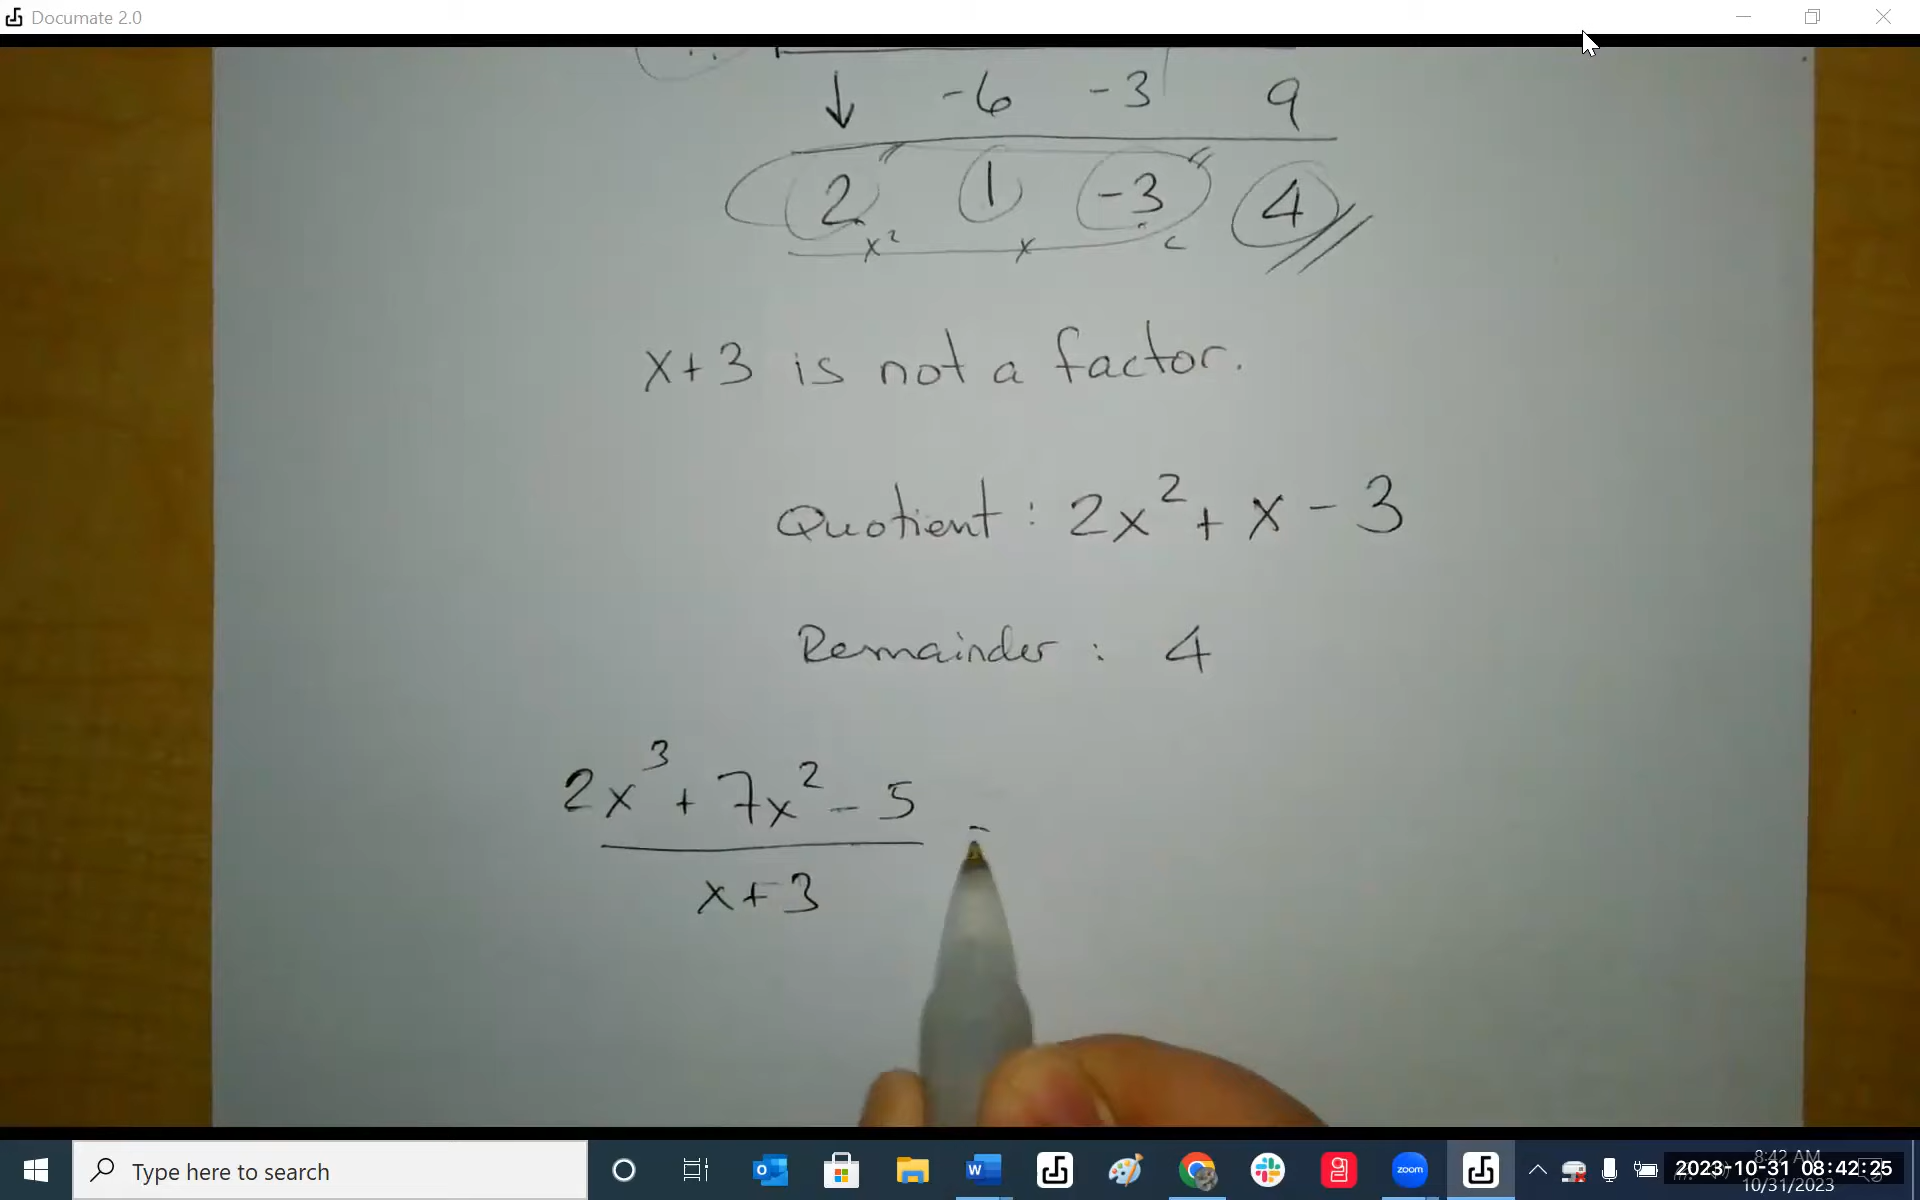 Documate 2.0
↓ -6 -3 9
2 1 -3 4
x² x c
x+3 is not a factor.
Quotient : 2x² + x - 3
Remainder : 4
2x³ + 7x² - 5 =
x+3
Type here to search
zoom
2023-10-31 08:42:25
8:42 AM
10/31/2023